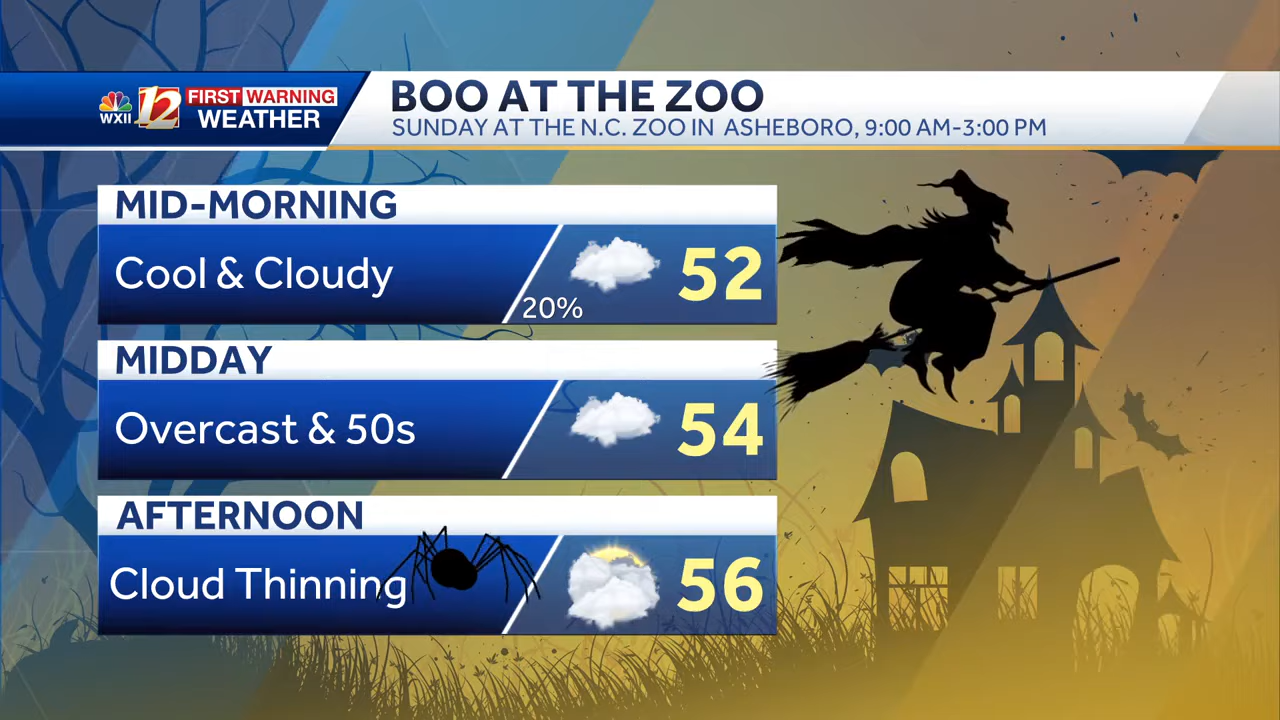 WXII 12 FIRST WARNING
WEATHER
BOO AT THE ZOO
SUNDAY AT THE N.C. ZOO IN ASHEBORO, 9:00 AM-3:00 PM
MID-MORNING
Cool & Cloudy 52
20%
MIDDAY
Overcast & 50s 54
AFTERNOON
Cloud Thinning 56